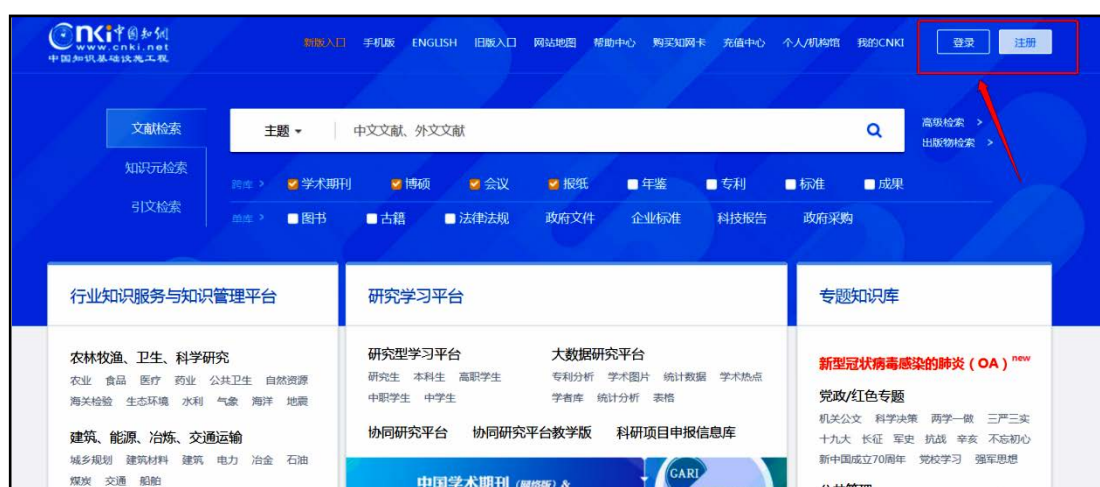 Cnki中国知网
www.cnki.net
中国知识基础设施工程
新版入口 手机版 ENGLISH 旧版入口 网站地图 帮助中心 购买知网卡 充值中心 个人/机构馆 我的CNKI 登录 注册
文献检索 主题 中文文献、外文文献 高级检索 >
出版物检索 >
知识元检索
跨库 > 学术期刊 博硕 会议 报纸 年鉴 专利 标准 成果
引文检索
单库 > 图书 古籍 法律法规 政府文件 企业标准 科技报告 政府采购
行业知识服务与知识管理平台
农林牧渔、卫生、科学研究
农业 食品 医疗 药业 公共卫生 自然资源
海关检验 生态环境 水利 气象 海洋 地震
建筑、能源、冶炼、交通运输
城乡规划 建筑材料 建筑 电力 冶金 石油
煤炭 交通 船舶
研究学习平台
研究型学习平台
研究生 本科生 高职学生
中职学生 中学生
大数据研究平台
专利分析 学术图片 统计数据 学术热点
学者库 统计分析 表格
协同研究平台 协同研究平台教学版 科研项目申报信息库
中国学术期刊 (网络版) &
GARI
专题知识库
新型冠状病毒感染的肺炎（OA）new
党政/红色专题
机关公文 科学决策 两学一做 三严三实
十九大 长征 军史 抗战 辛亥 不忘初心
新中国成立70周年 党校学习 强军思想